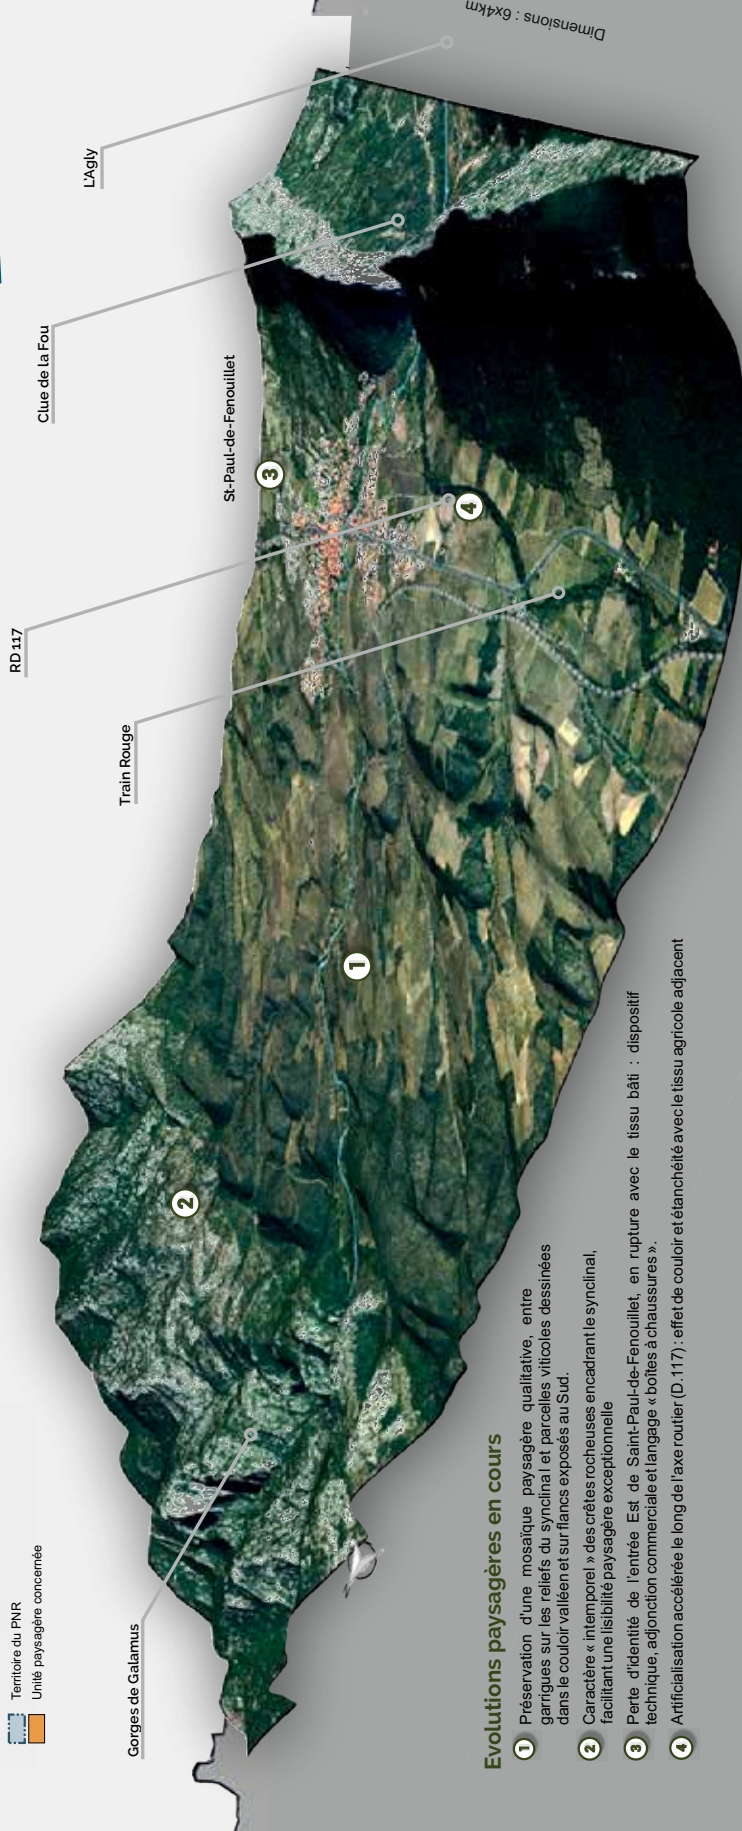 Territoire du PNR
Unité paysagère concernée
Gorges de Galamus
Train Rouge
RD 117
St-Paul-de-Fenouillet
Clue de la Fou
L'Agly
Dimensions : 6x4km
3
4
1
2
Evolutions paysagères en cours
1 Préservation d'une mosaïque paysagère qualitative, entre
garrigues sur les reliefs du synclinal et parcelles viticoles dessinées
dans le couloir valléen et sur flancs exposés au Sud.
2 Caractère « intemporel » des crêtes rocheuses encadrant le synclinal,
facilitant une lisibilité paysagère exceptionnelle
3 Perte d'identité de l'entrée Est de Saint-Paul-de-Fenouillet, en rupture avec le tissu bâti : dispositif
technique, adjonction commerciale et langage « boîtes à chaussures ».
4 Artificialisation accélérée le long de l'axe routier (D.117) : effet de couloir et étanchéité avec le tissu agricole adjacent